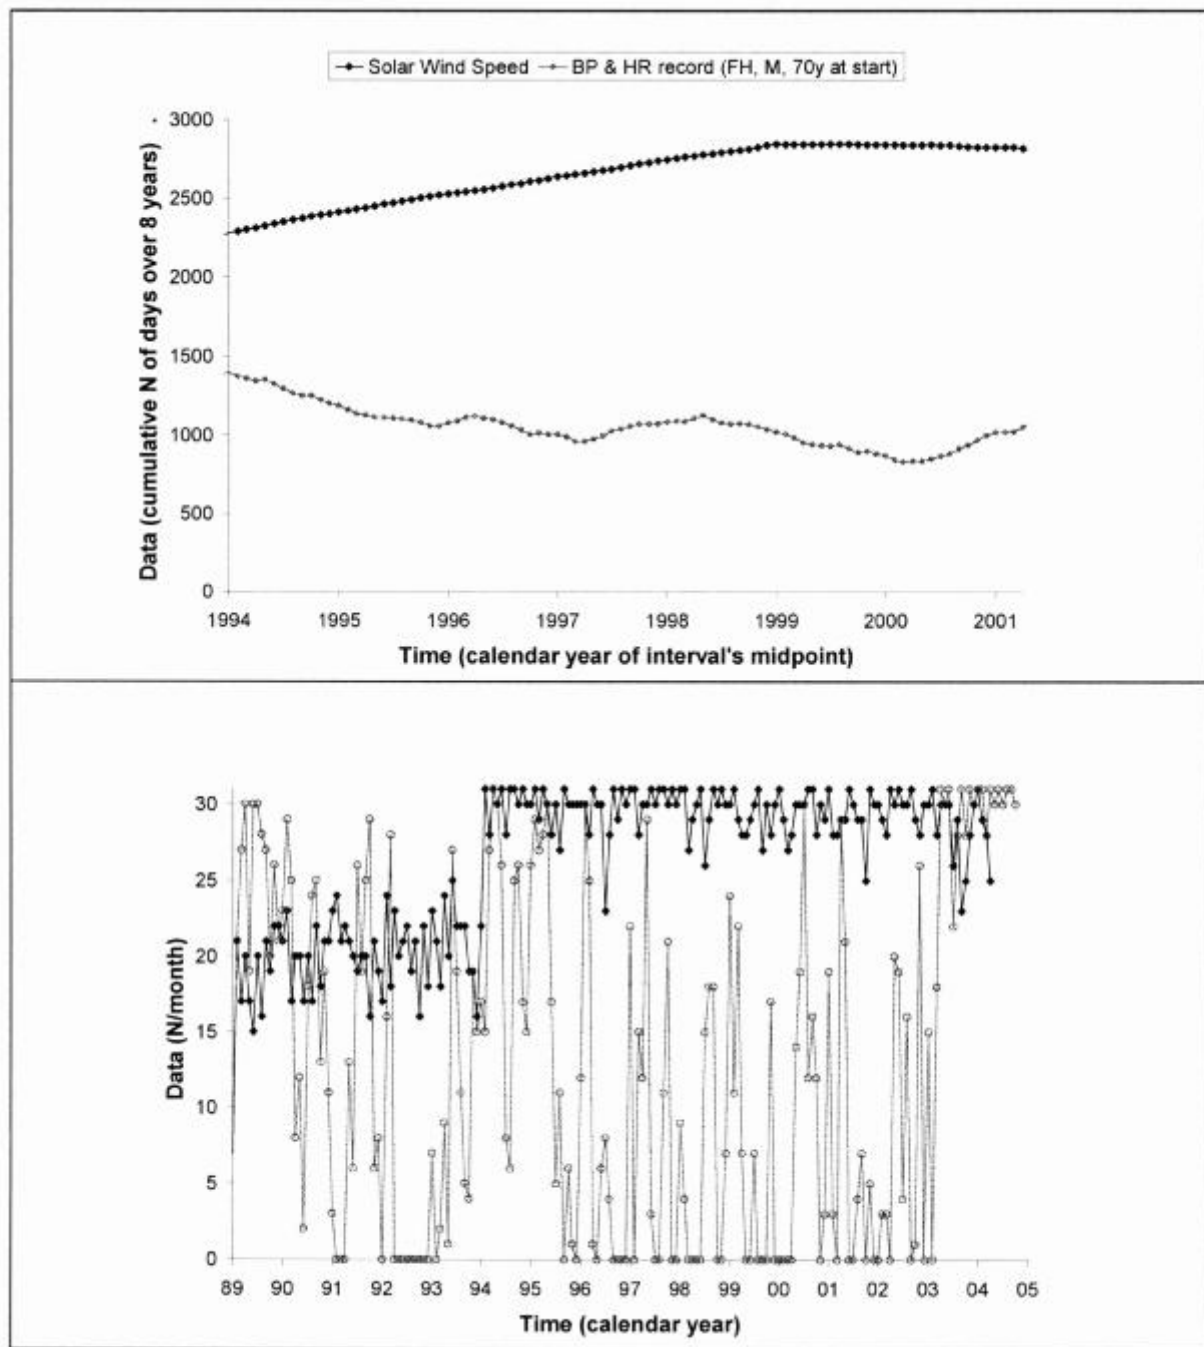 Solar Wind Speed BP & HR record (FH, M, 70y at start)
Data (cumulative N of days over 8 years)
3000
2500
2000
1500
1000
500
0
1994 1995 1996 1997 1998 1999 2000 2001
Time (calendar year of interval's midpoint)
Data (N/month)
30
25
20
15
10
5
0
89 90 91 92 93 94 95 96 97 98 99 00 01 02 03 04 05
Time (calendar year)